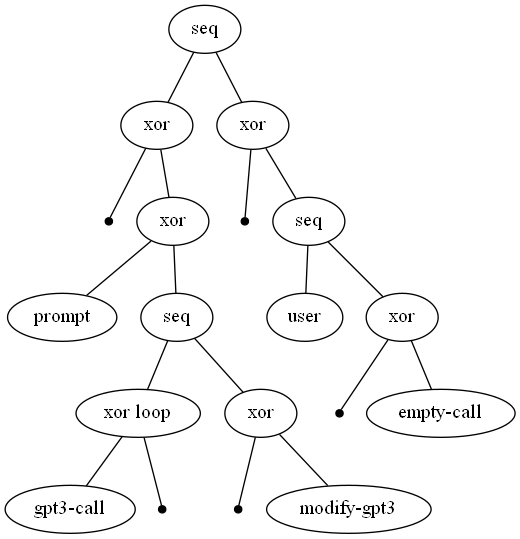 seq
xor
xor
xor
seq
prompt
seq
user
xor
xor loop
xor
empty-call
gpt3-call
modify-gpt3